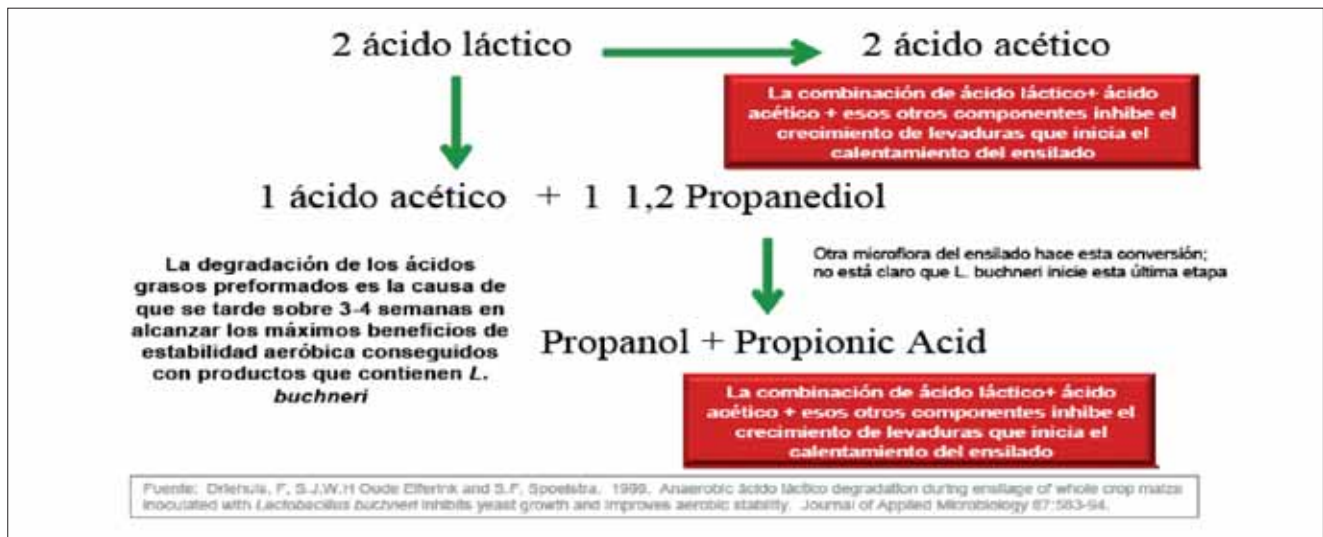 2 ácido láctico
2 ácido acético
La combinación de ácido láctico+ ácido
acético + esos otros componentes inhibe el
crecimiento de levaduras que inicia el
calentamiento del ensilado
1 ácido acético + 1 1,2 Propanediol
Otra microflora del ensilado hace esta conversión;
no está claro que L. buchneri inicie esta última etapa
La degradación de los ácidos
grasos preformados es la causa de
que se tarde sobre 3-4 semanas en
alcanzar los máximos beneficios de
estabilidad aeróbica conseguidos
con productos que contienen L.
buchneri
Propanol + Propionic Acid
La combinación de ácido láctico+ ácido
acético + esos otros componentes inhibe el
crecimiento de levaduras que inicia el
calentamiento del ensilado
Fuente: Driehuis, F, S.J.W.H Oude Elferink and S.F, Spoelstra. 1999. Anaerobic ácido láctico degradation during ensilage of whole crop maize
inoculated with Lactobacillus buchneri inhibits yeast growth and improves aerobic stability. Journal of Applied Microbiology 87:583-94.